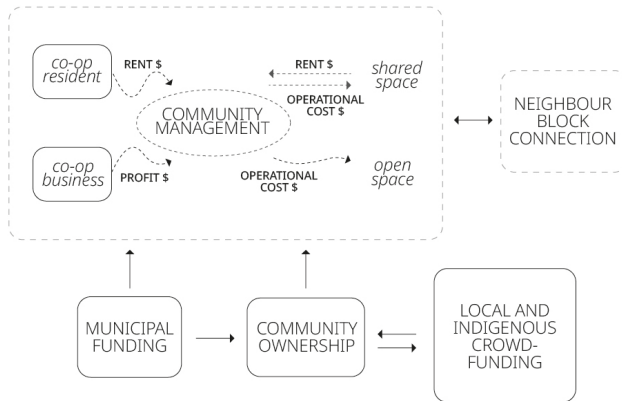 co-op
resident
RENT $
RENT $
shared
space
OPERATIONAL
COST $
COMMUNITY
MANAGEMENT
NEIGHBOUR
BLOCK
CONNECTION
co-op
business
PROFIT $
OPERATIONAL
COST $
open
space
MUNICIPAL
FUNDING
COMMUNITY
OWNERSHIP
LOCAL AND
INDIGENOUS
CROWD-
FUNDING